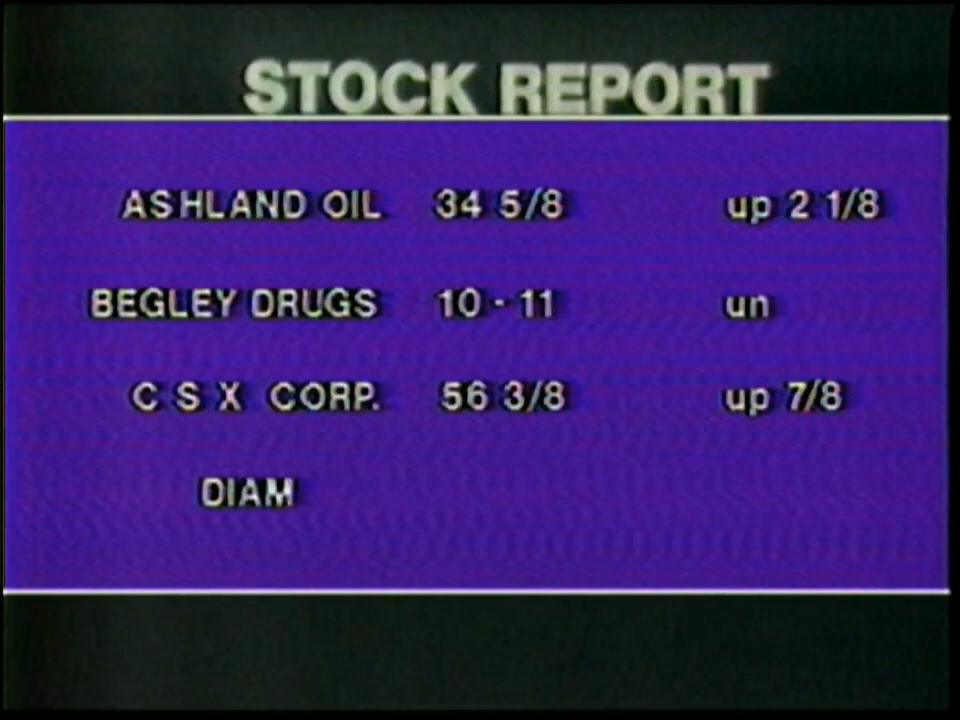 STOCK REPORT
ASHLAND OIL 34 5/8 up 2 1/8
BEGLEY DRUGS 10 - 11 un
C S X CORP. 56 3/8 up 7/8
DIAM